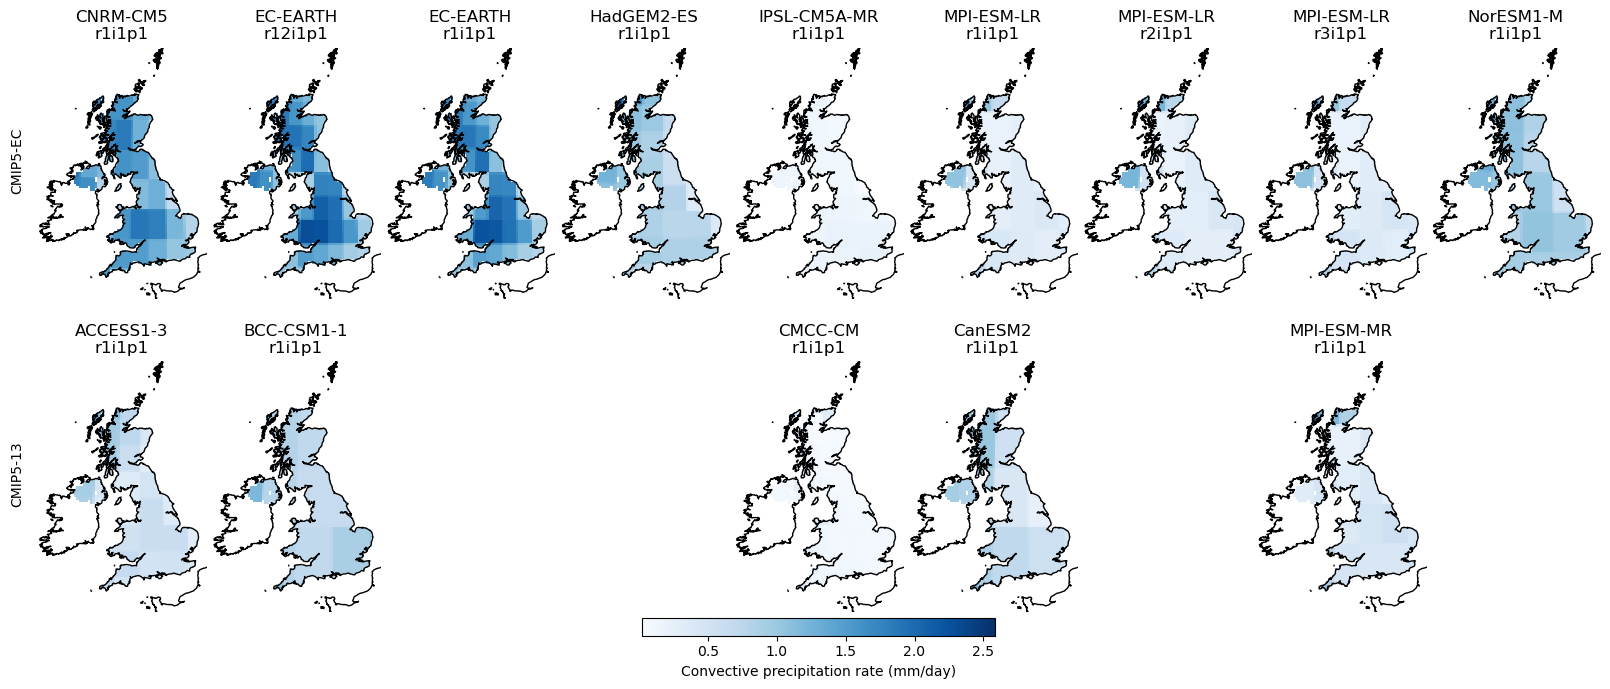 CNRM-CM5
r1i1p1
EC-EARTH
r12i1p1
EC-EARTH
r1i1p1
HadGEM2-ES
r1i1p1
IPSL-CM5A-MR
r1i1p1
MPI-ESM-LR
r1i1p1
MPI-ESM-LR
r2i1p1
MPI-ESM-LR
r3i1p1
NorESM1-M
r1i1p1
CMIP5-EC
ACCESS1-3
r1i1p1
BCC-CSM1-1
r1i1p1
CMCC-CM
r1i1p1
CanESM2
r1i1p1
MPI-ESM-MR
r1i1p1
CMIP5-13
0.5 1.0 1.5 2.0 2.5
Convective precipitation rate (mm/day)